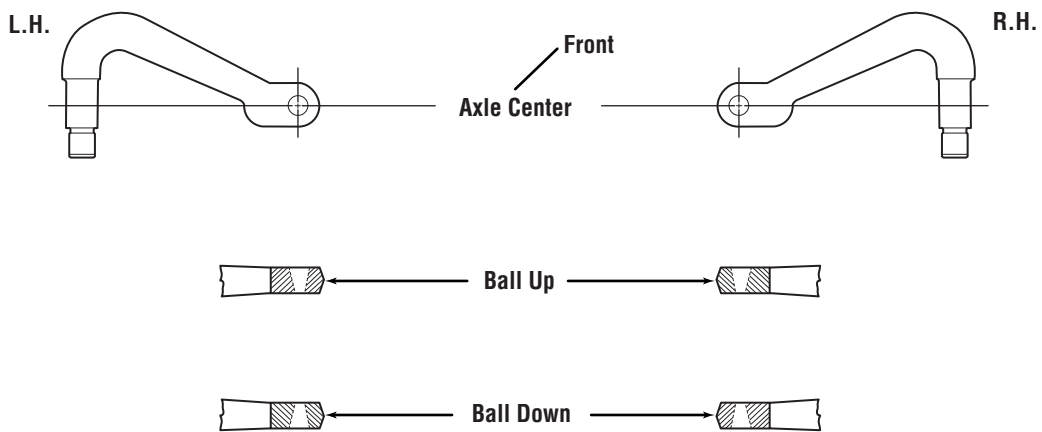 L.H.
R.H.
Front
Axle Center
Ball Up
Ball Down